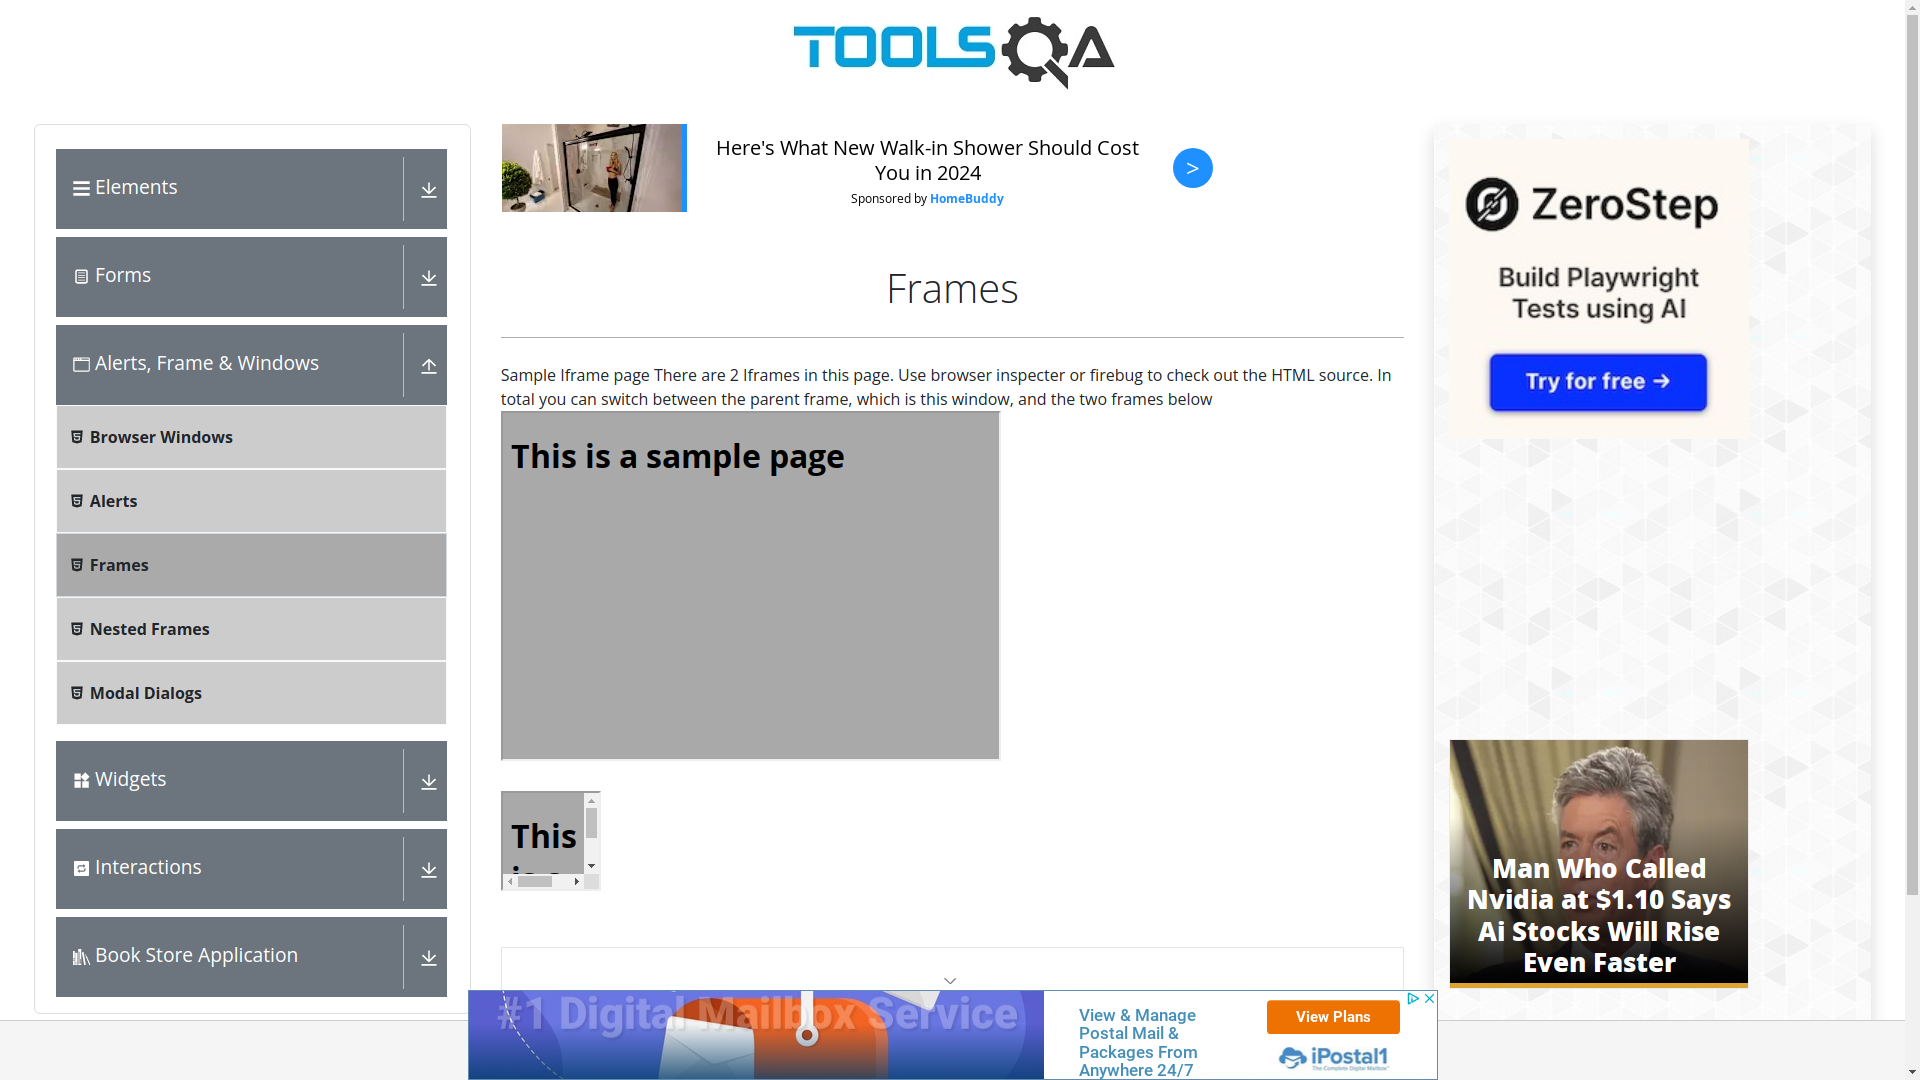 TOOLSQA
Elements
Forms
Alerts, Frame & Windows
Browser Windows
Alerts
Frames
Nested Frames
Modal Dialogs
Widgets
Interactions
Book Store Application
Here's What New Walk-in Shower Should Cost
You in 2024
Sponsored by HomeBuddy
>
Frames
Sample Iframe page There are 2 Iframes in this page. Use browser inspecter or firebug to check out the HTML source. In
total you can switch between the parent frame, which is this window, and the two frames below
This is a sample page
This
is a
ZeroStep
Build Playwright
Tests using AI
Try for free →
Man Who Called
Nvidia at $1.10 Says
Ai Stocks Will Rise
Even Faster
#1 Digital Mailbox Service
View & Manage
Postal Mail &
Packages From
Anywhere 24/7
View Plans
iPostal1
The Complete Digital Mailbox